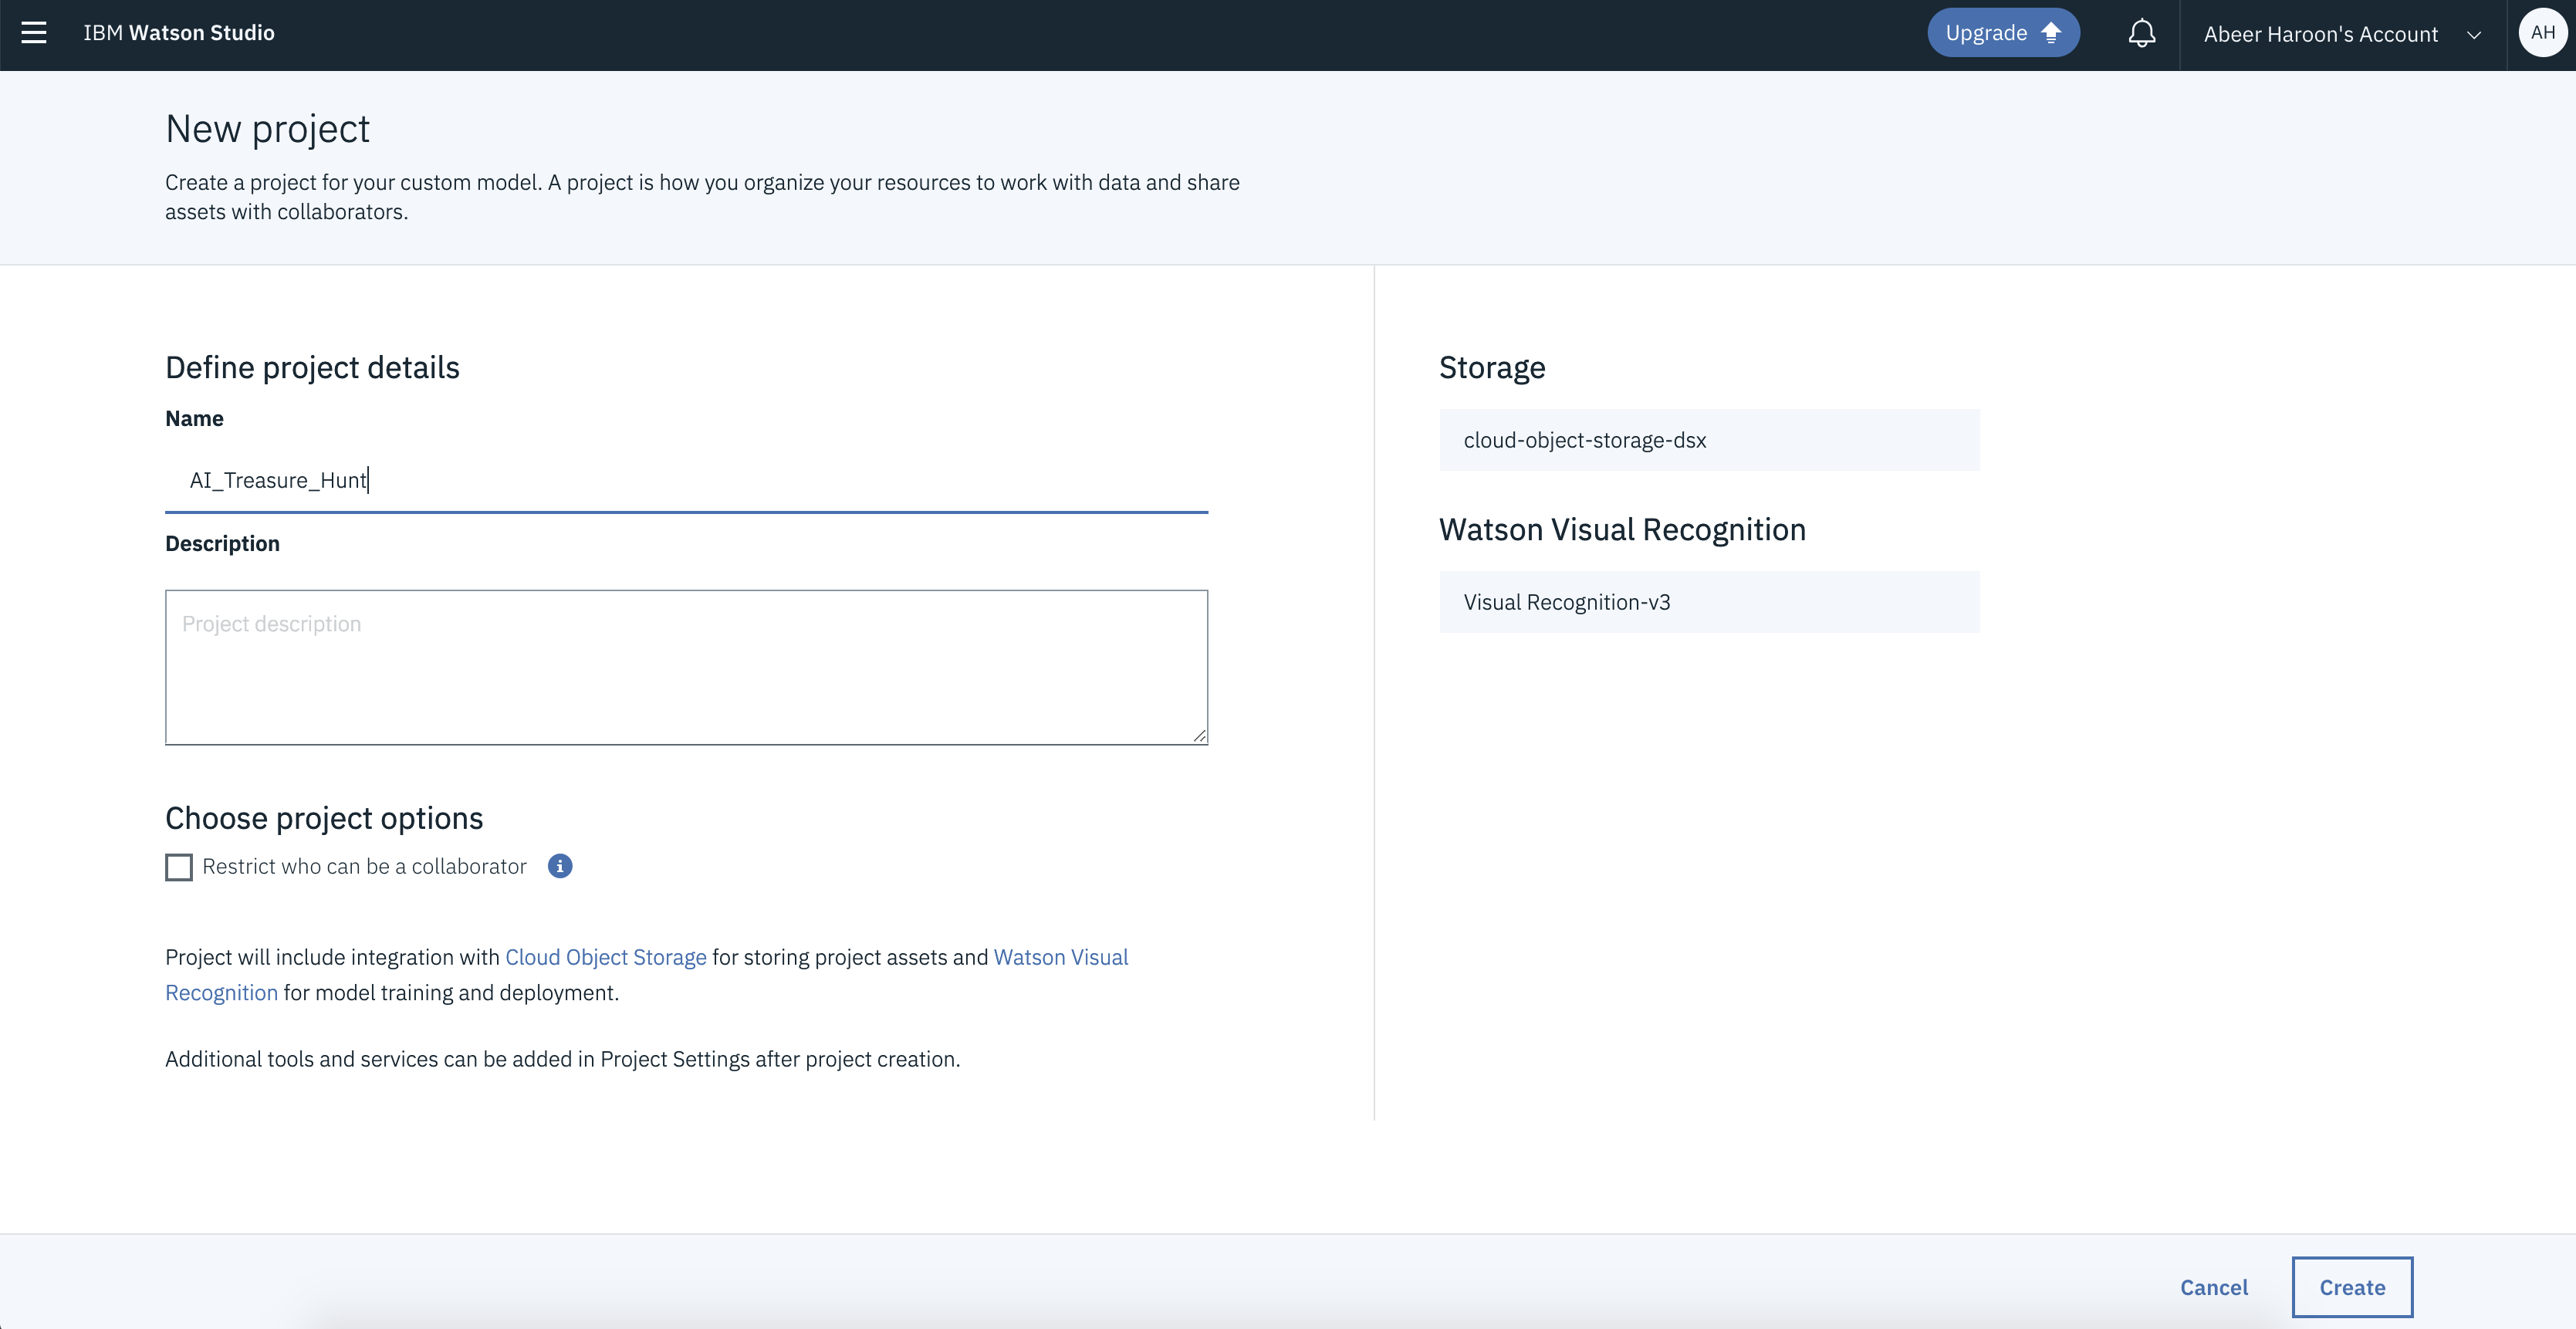 IBM Watson Studio
Upgrade
Abeer Haroon's Account
AH
New project
Create a project for your custom model. A project is how you organize your resources to work with data and share
assets with collaborators.
Define project details
Name
AI_Treasure_Hunt
Description
Project description
Choose project options
Restrict who can be a collaborator
Project will include integration with Cloud Object Storage for storing project assets and Watson Visual
Recognition for model training and deployment.
Additional tools and services can be added in Project Settings after project creation.
Storage
cloud-object-storage-dsx
Watson Visual Recognition
Visual Recognition-v3
Cancel
Create